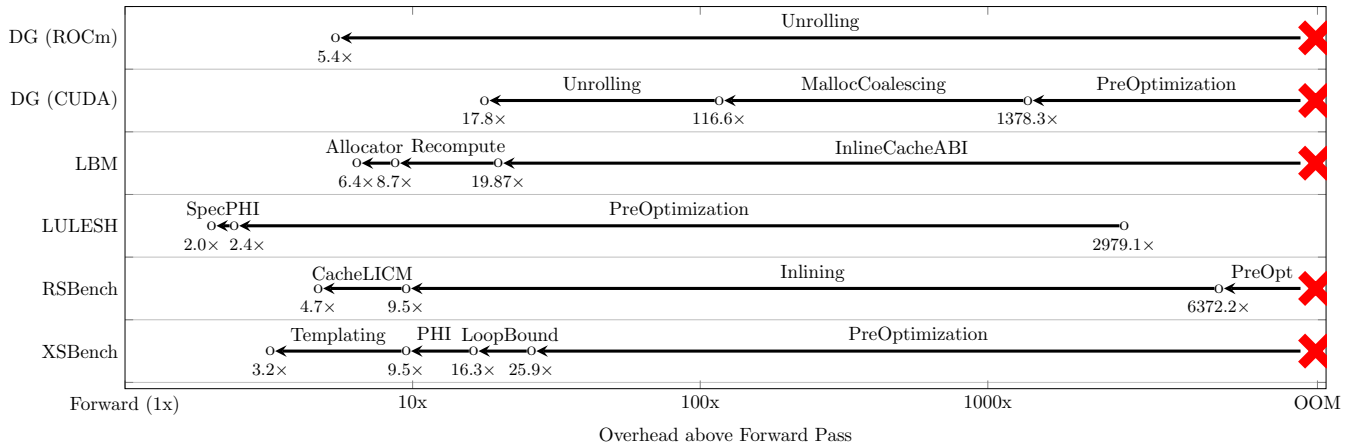 Unrolling
DG (ROCm)
5.4×
Unrolling MallocCoalescing PreOptimization
DG (CUDA)
17.8× 116.6× 1378.3×
Allocator Recompute InlineCacheABI
LBM
6.4× 8.7× 19.87×
SpecPHI PreOptimization
LULESH
2.0× 2.4× 2979.1×
CacheLICM Inlining PreOpt
RSBench
4.7× 9.5× 6372.2×
Templating PHI LoopBound PreOptimization
XSBench
3.2× 9.5× 16.3× 25.9×
Forward (1x) 10x 100x 1000x OOM
Overhead above Forward Pass